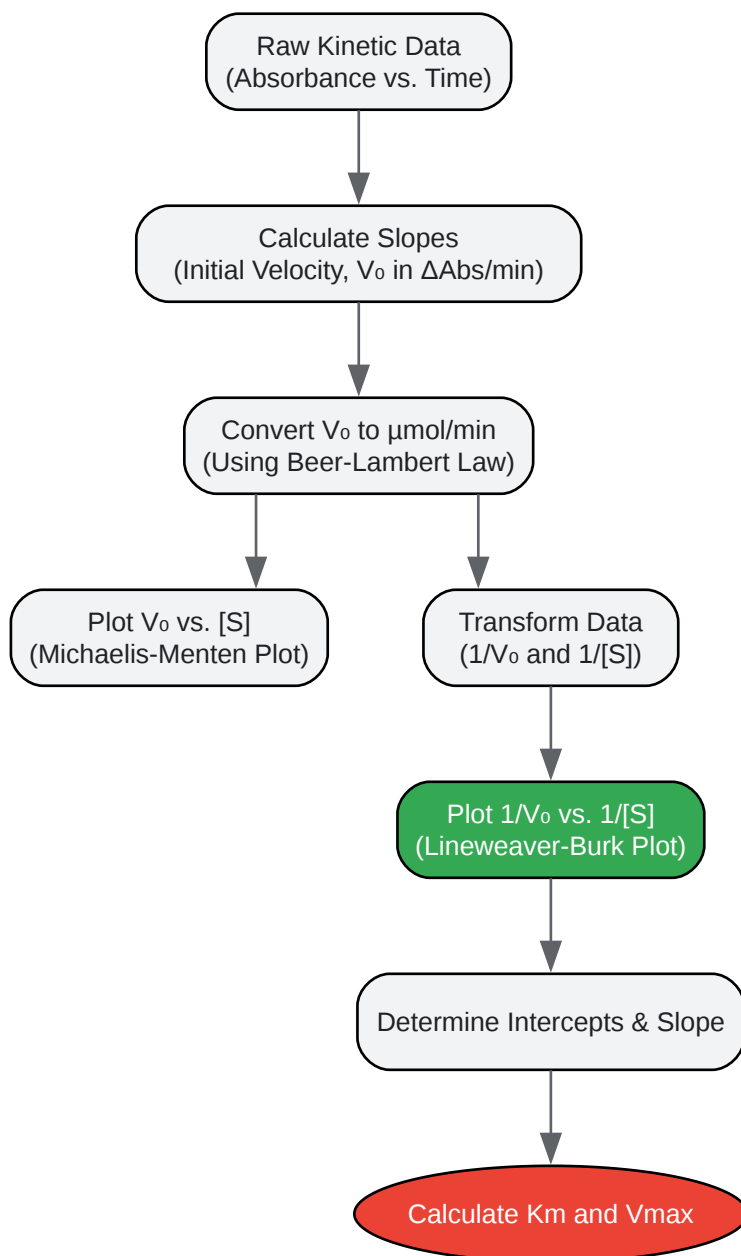 Raw Kinetic Data
(Absorbance vs. Time)
Calculate Slopes
(Initial Velocity, V₀ in ΔAbs/min)
Convert V₀ to µmol/min
(Using Beer-Lambert Law)
Plot V₀ vs. [S]
(Michaelis-Menten Plot)
Transform Data
(1/V₀ and 1/[S])
Plot 1/V₀ vs. 1/[S]
(Lineweaver-Burk Plot)
Determine Intercepts & Slope
Calculate Km and Vmax